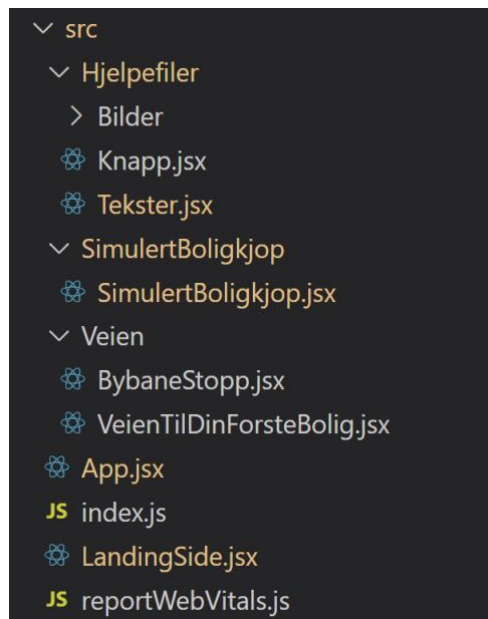 src
Hjelpefiler
Bilder
Knapp.jsx
Tekster.jsx
SimulertBoligkjop
SimulertBoligkjop.jsx
Veien
BybaneStopp.jsx
VeienTilDinForsteBolig.jsx
App.jsx
JS index.js
LandingSide.jsx
JS reportWebVitals.js